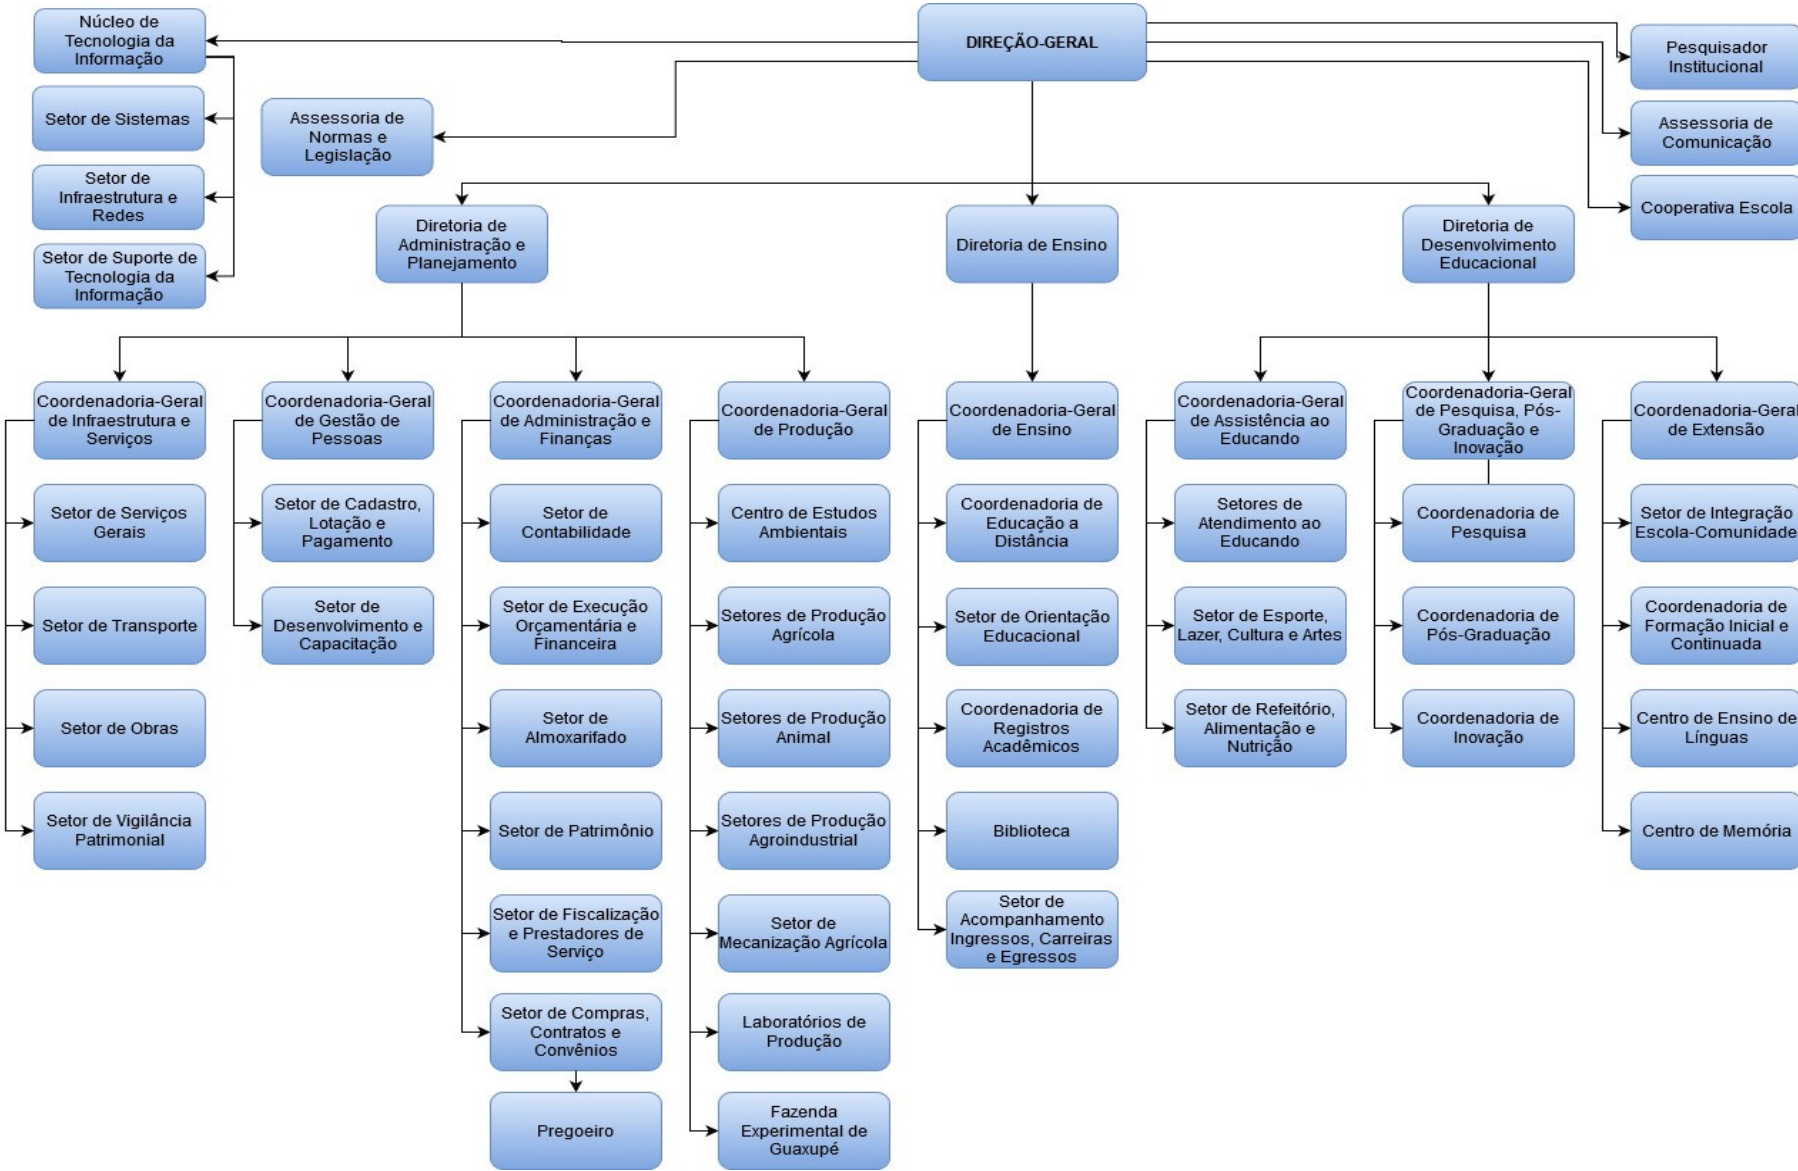 Núcleo de
Tecnologia da
Informação
DIREÇÃO-GERAL
Pesquisador
Institucional
Setor de Sistemas
Assessoria de
Normas e
Legislação
Assessoria de
Comunicação
Setor de
Infraestrutura e
Redes
Cooperativa Escola
Setor de Suporte de
Tecnologia da
Informação
Diretoria de
Administração e
Planejamento
Diretoria de Ensino
Diretoria de
Desenvolvimento
Educacional
Coordenadoria-Geral
de Infraestrutura e
Serviços
Coordenadoria-Geral
de Gestão de
Pessoas
Coordenadoria-Geral
de Administração e
Finanças
Coordenadoria-Geral
de Produção
Coordenadoria-Geral
de Ensino
Coordenadoria-Geral
de Assistência ao
Educando
Coordenadoria-Geral
de Pesquisa, Pós-
Graduação e
Inovação
Coordenadoria-Geral
de Extensão
Setor de Serviços
Gerais
Setor de Cadastro,
Lotação e
Pagamento
Setor de
Contabilidade
Centro de Estudos
Ambientais
Coordenadoria de
Educação a
Distância
Setores de
Atendimento ao
Educando
Coordenadoria de
Pesquisa
Setor de Integração
Escola-Comunidade
Setor de Transporte
Setor de
Desenvolvimento e
Capacitação
Setor de Execução
Orçamentária e
Financeira
Setores de Produção
Agrícola
Setor de Orientação
Educacional
Setor de Esporte,
Lazer, Cultura e Artes
Coordenadoria de
Pós-Graduação
Coordenadoria de
Formação Inicial e
Continuada
Setor de Obras
Setor de
Almoxarifado
Setores de Produção
Animal
Coordenadoria de
Registros
Acadêmicos
Setor de Refeitório,
Alimentação e
Nutrição
Coordenadoria de
Inovação
Centro de Ensino de
Línguas
Setor de Vigilância
Patrimonial
Setor de Patrimônio
Setores de Produção
Agroindustrial
Biblioteca
Centro de Memória
Setor de Fiscalização
e Prestadores de
Serviço
Setor de
Mecanização Agrícola
Setor de
Acompanhamento
Ingressos, Carreiras
e Egressos
Setor de Compras,
Contratos e
Convênios
Laboratórios de
Produção
Pregoeiro
Fazenda
Experimental de
Guaxupé